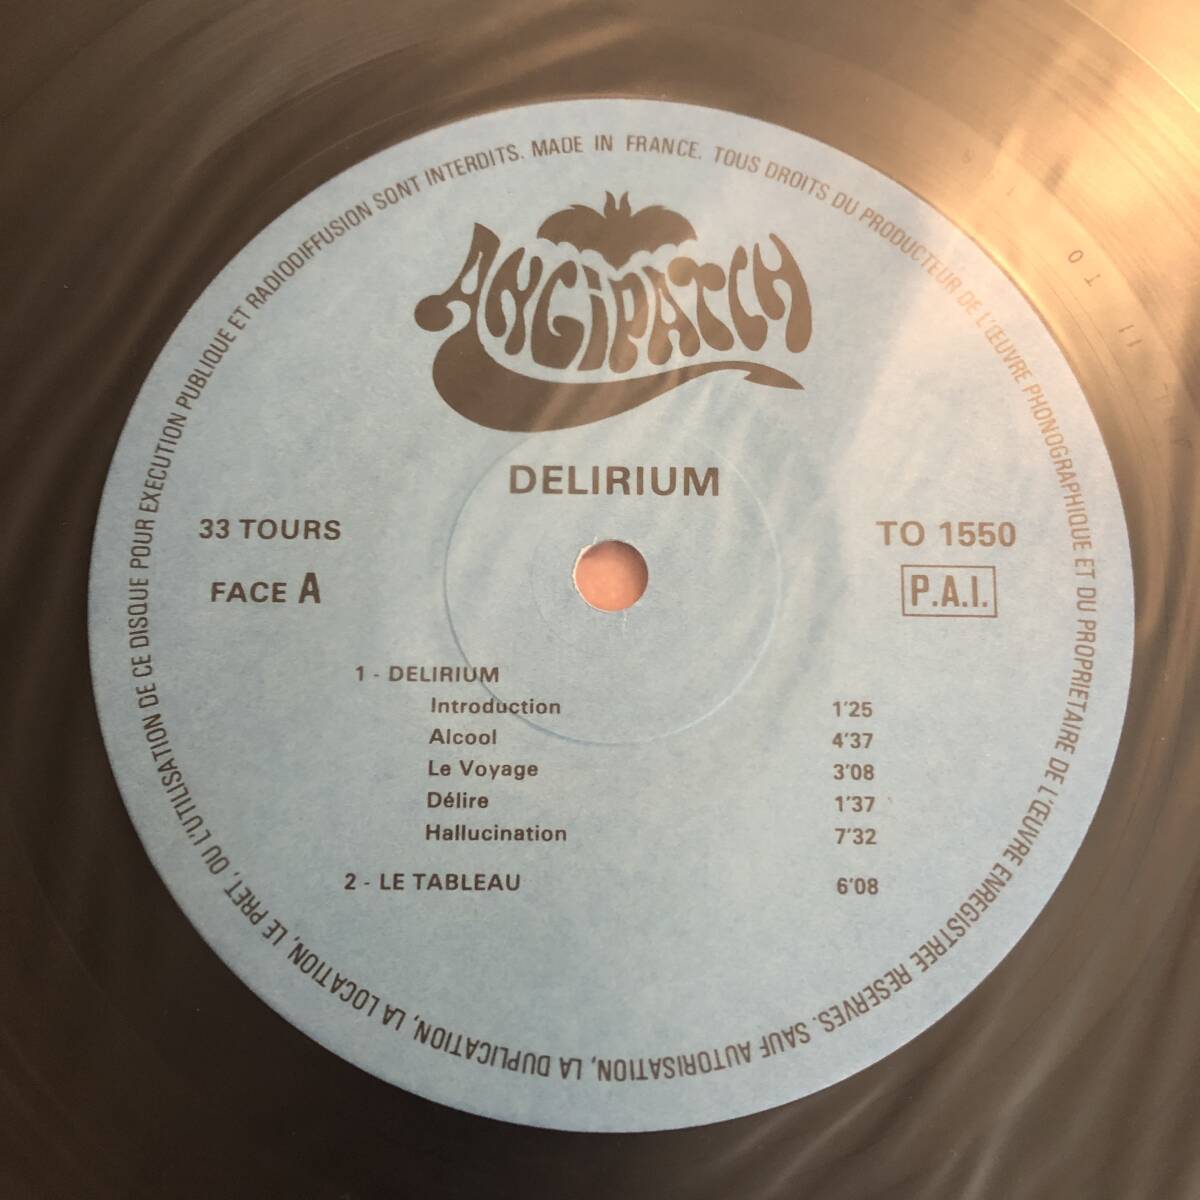 TOUS DROITS DU PRODUCTEUR DE L'ŒUVRE PHONOGRAPHIQUE ET DU PROPRIETAIRE DE L'ŒUVRE ENREGISTREE RESERVES. SAUF AUTORISATION, LA DUPLICATION, LA LOCATION, LE PRET, OU L'UTILISATION DE CE DISQUE POUR EXECUTION PUBLIQUE ET RADIODIFFUSION SONT INTERDITS. MADE IN FRANCE.
ANGIPATCH
DELIRIUM
33 TOURS
TO 1550
FACE A
P.A.I.
1 - DELIRIUM
Introduction 1'25
Alcool 4'37
Le Voyage 3'08
Délire 1'37
Hallucination 7'32
2 - LE TABLEAU 6'08